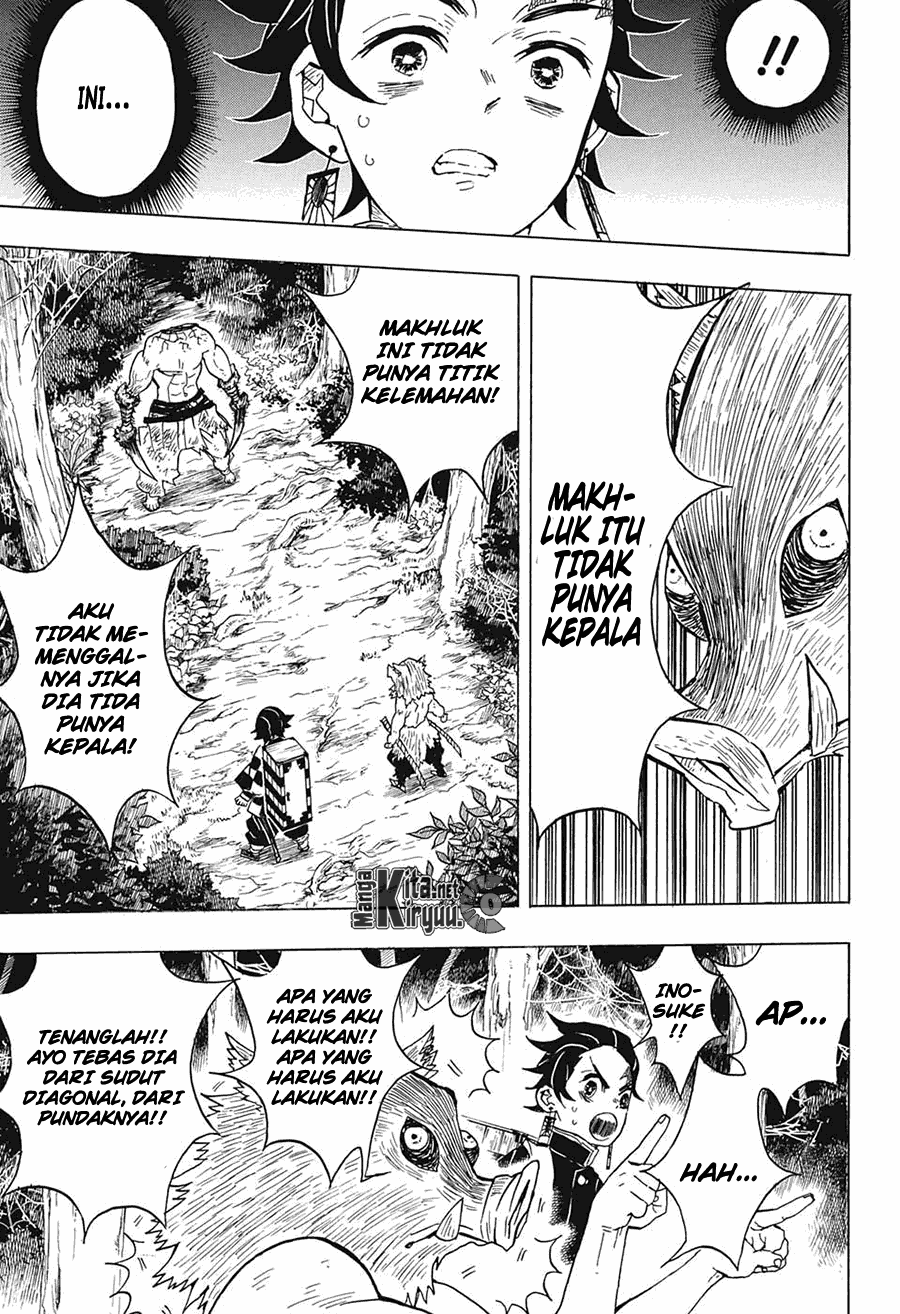 !!
INI...
MAKH-
LUK ITU
TIDAK
PUNYA
KEPALA
MAKHLUK
INI TIDAK
PUNYA TITIK
KELEMAHAN!
AKU
TIDAK ME-
MENGGAL-
NYA JIKA
DIA TIDA
PUNYA
KEPALA!
Manga
Kita.net
Kiryuu.Co
AP...
HAH...
INO-
SUKE
!!
APA YANG
HARUS AKU
LAKUKAN!!
APA YANG
HARUS AKU
LAKUKAN!!
TENANGLAH!!
AYO TEBAS DIA
DARI SUDUT
DIAGONAL, DARI
PUNDAKNYA!!